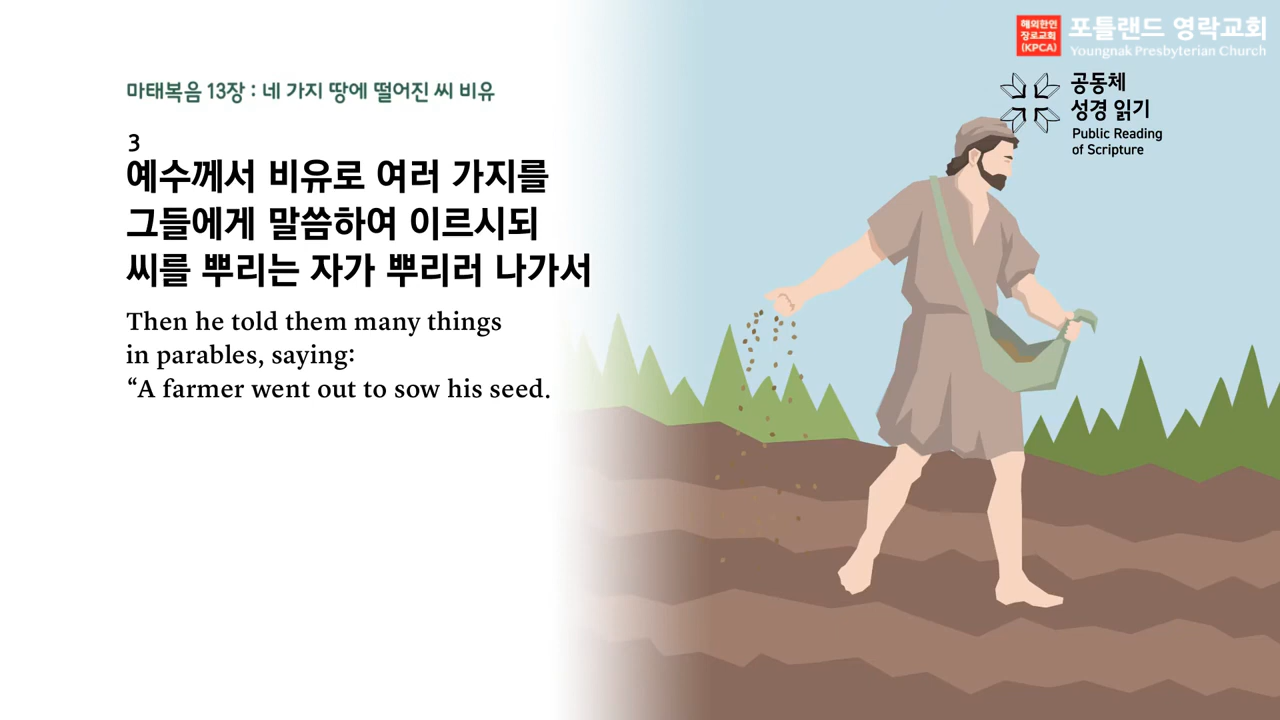 해외한인
장로교회
(KPCA)
포틀랜드 영락교회
Youngnak Presbyterian Church
공동체
성경 읽기
Public Reading
of Scripture
마태복음 13장 : 네 가지 땅에 떨어진 씨 비유
3
예수께서 비유로 여러 가지를
그들에게 말씀하여 이르시되
씨를 뿌리는 자가 뿌리러 나가서
Then he told them many things
in parables, saying:
“A farmer went out to sow his seed.